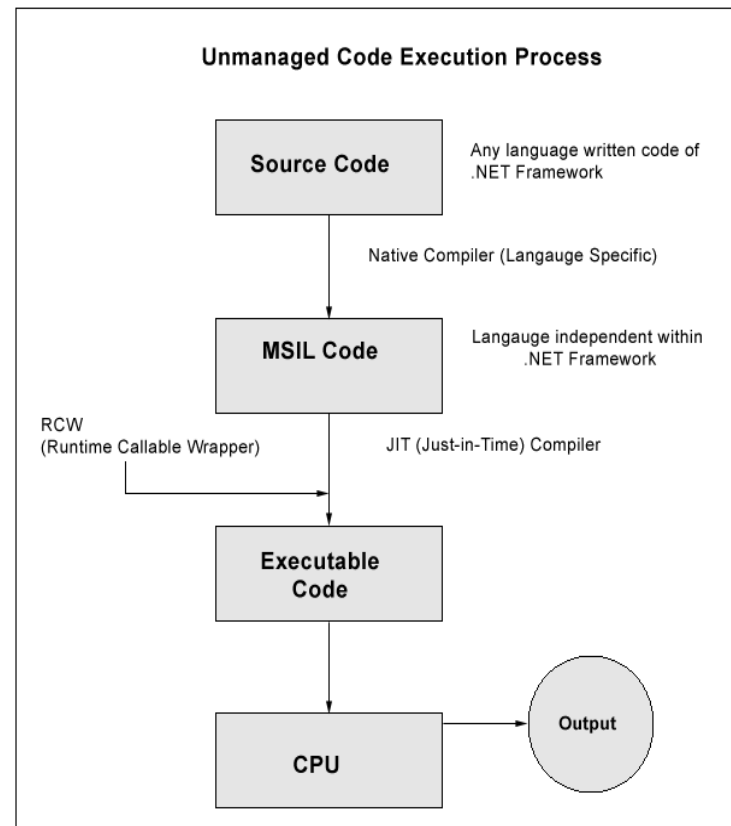 Unmanaged Code Execution Process
Source Code
Any language written code of
.NET Framework
Native Compiler (Langauge Specific)
MSIL Code
Langauge independent within
.NET Framework
RCW
(Runtime Callable Wrapper)
JIT (Just-in-Time) Compiler
Executable
Code
CPU
Output